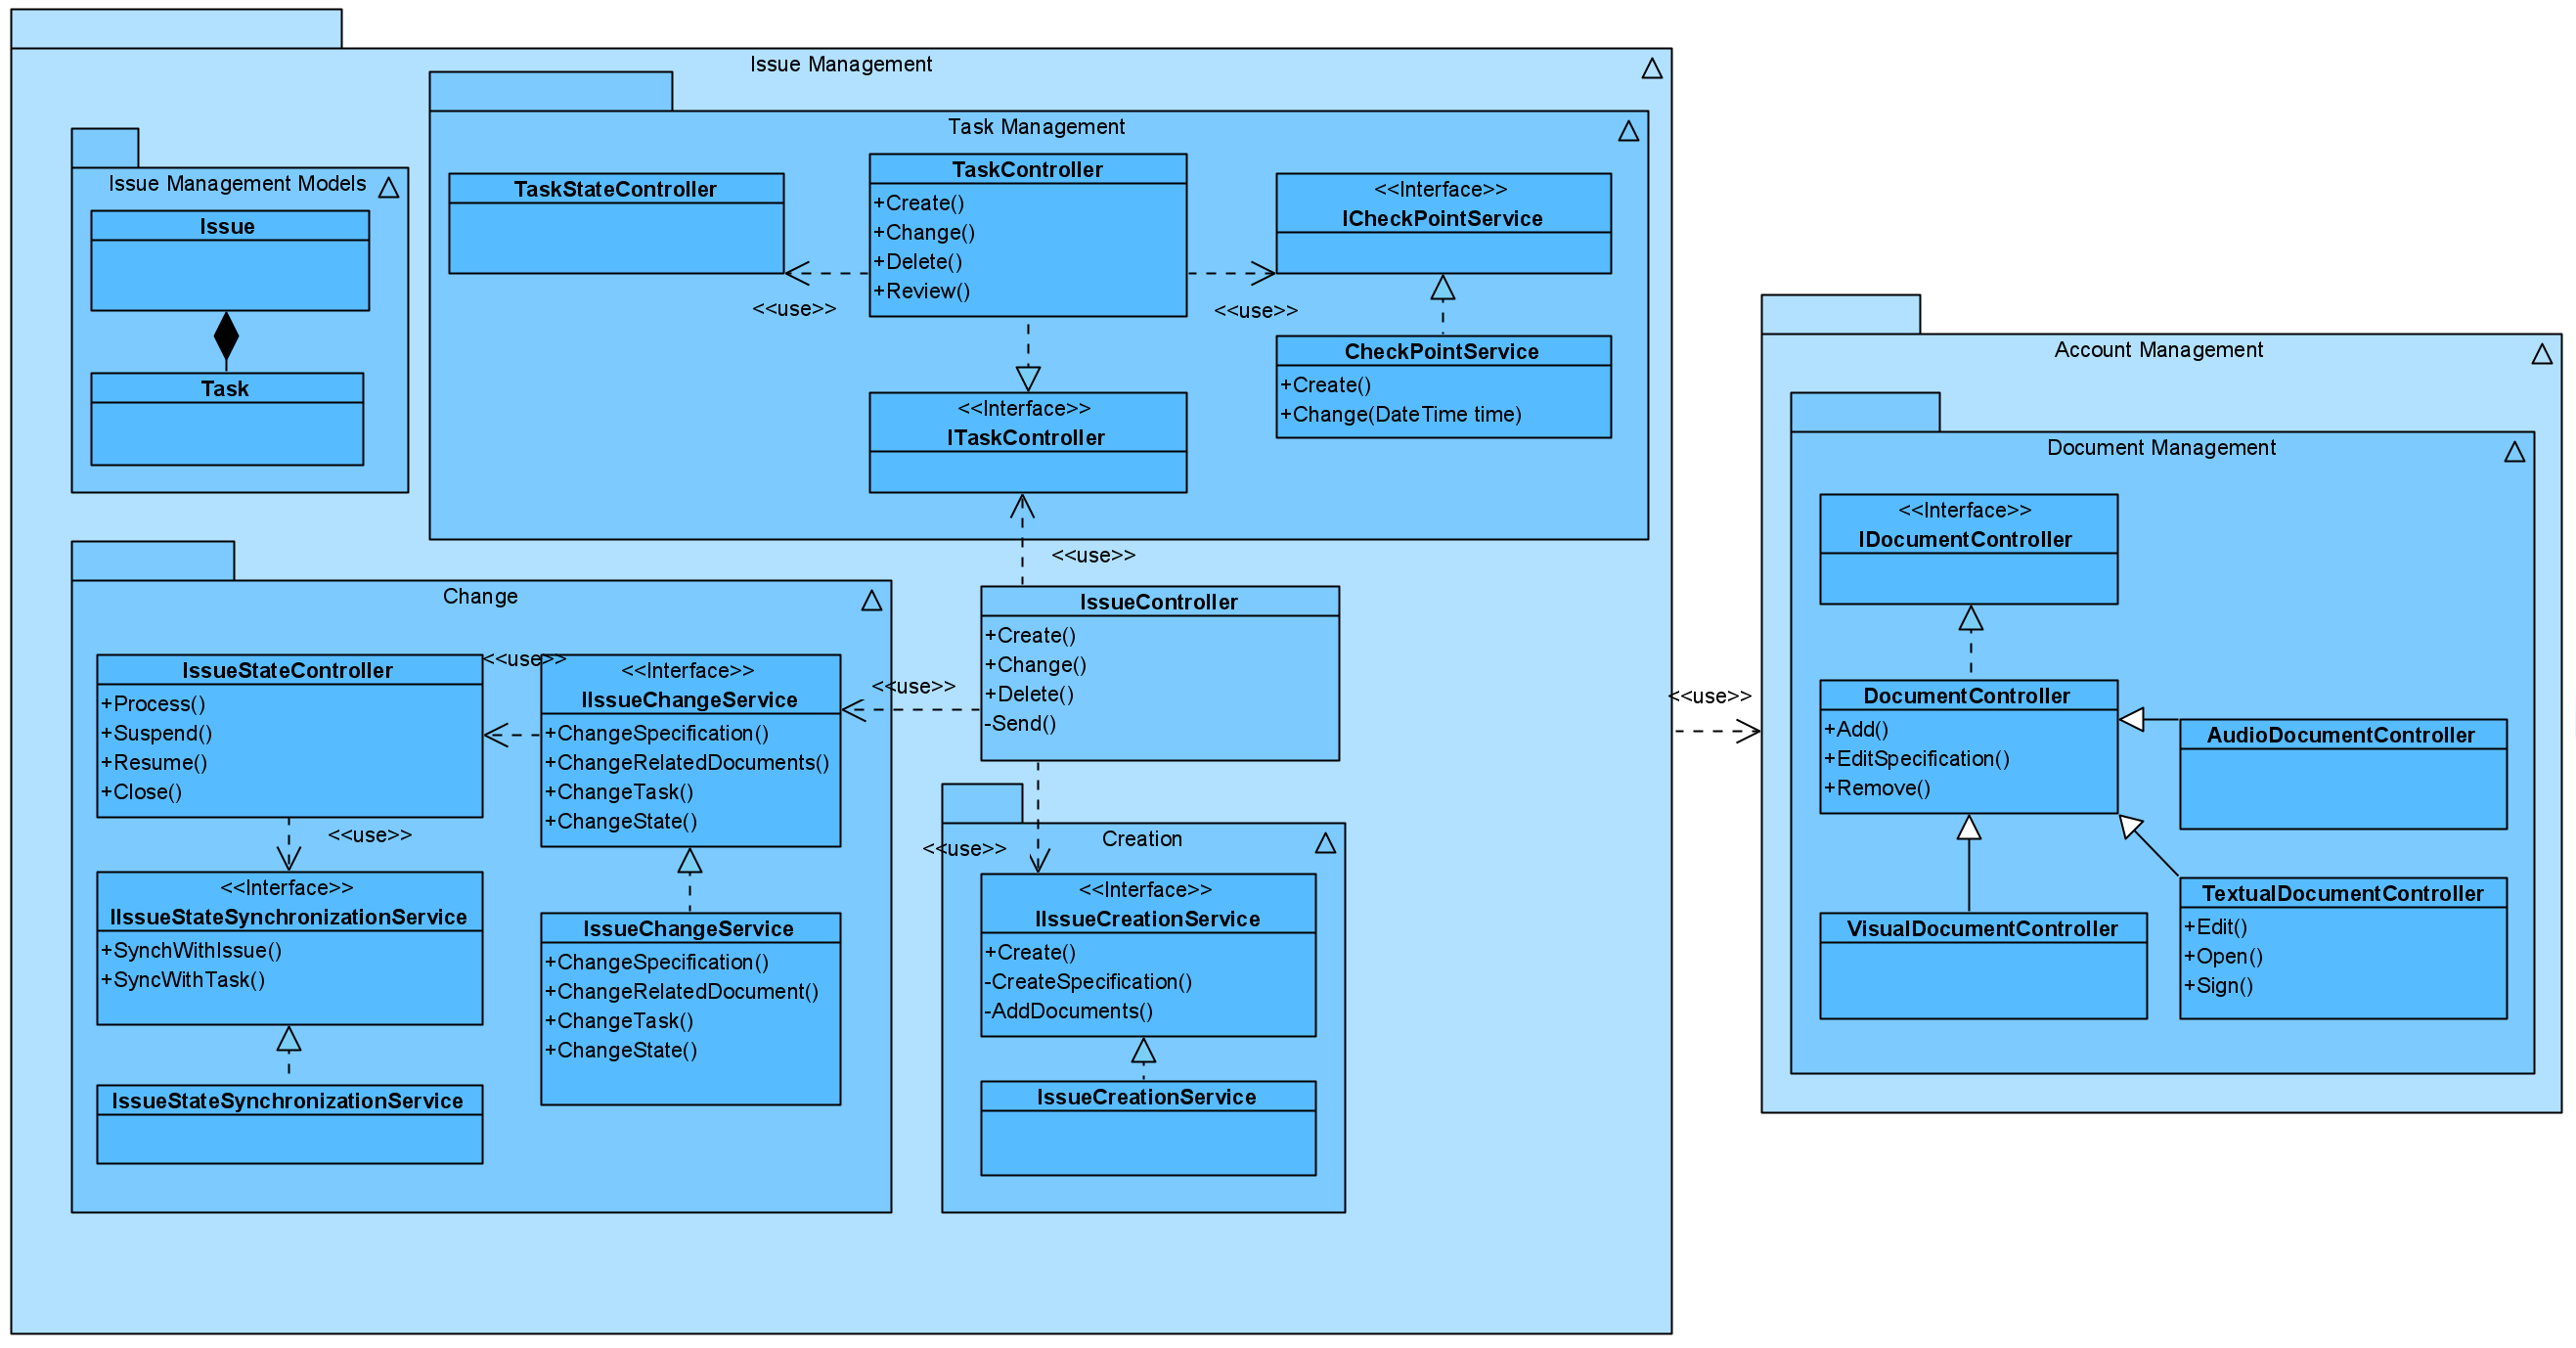 Issue Management
Issue Management Models
Issue
Task
Task Management
TaskStateController
<<use>>
TaskController
+Create()
+Change()
+Delete()
+Review()
<<use>>
<<Interface>>
ICheckPointService
CheckPointService
+Create()
+Change(DateTime time)
<<Interface>>
ITaskController
<<use>>
Change
IssueStateController
+Process()
+Suspend()
+Resume()
+Close()
<<use>>
<<Interface>>
IIssueChangeService
+ChangeSpecification()
+ChangeRelatedDocuments()
+ChangeTask()
+ChangeState()
<<use>>
<<Interface>>
IIssueStateSynchronizationService
+SynchWithIssue()
+SyncWithTask()
IssueStateSynchronizationService
IssueChangeService
+ChangeSpecification()
+ChangeRelatedDocument()
+ChangeTask()
+ChangeState()
<<use>>
IssueController
+Create()
+Change()
+Delete()
-Send()
<<use>>
Creation
<<Interface>>
IIssueCreationService
+Create()
-CreateSpecification()
-AddDocuments()
IssueCreationService
<<use>>
Account Management
Document Management
<<Interface>>
IDocumentController
DocumentController
+Add()
+EditSpecification()
+Remove()
AudioDocumentController
VisualDocumentController
TextualDocumentController
+Edit()
+Open()
+Sign()